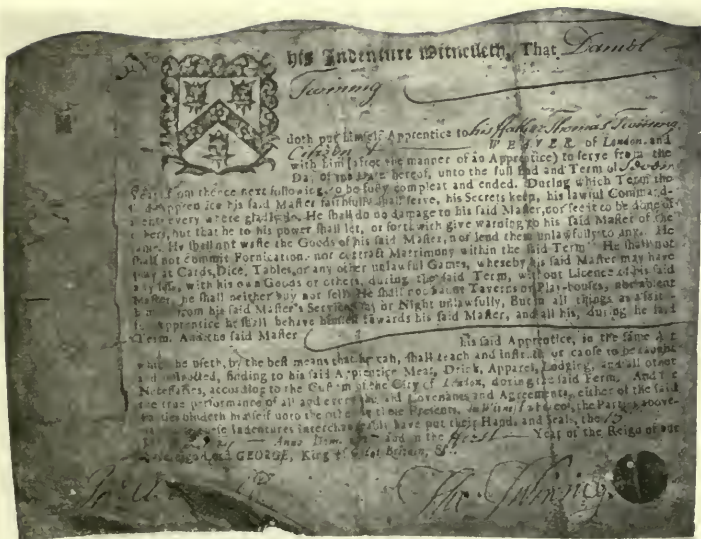 his Indenture Witnesseth, That Daniel
Twining
doth put himself Apprentice to his father Thomas Twining
Citizen & WEAVER of London, and
with him (after the manner of an Apprentice) to serve from the
Day of the Date hereof, unto the full End and Term of Seven
Years from thence next following, to be fully compleat and ended. During which Term the
said Apprentice his said Master faithfully shall serve, his Secrets keep, his lawful Command-
ments every where gladly do. He shall do no damage to his said Master, nor see it to be done of
others, but that he to his power shall let, or forthwith give warning to his said Master of the
same. He shall not waste the Goods of his said Master, nor lend them unlawfully to any. He
shall not commit Fornication, nor contract Matrimony within the said Term. He shall not
play at Cards, Dice, Tables, or any other unlawful Games, whereby his said Master may have
any loss, with his own Goods or others, during the said Term, without Licence of his said
Master, he shall neither buy nor sell. He shall not haunt Taverns or Play-houses, nor absent
him from his said Master's Service Day or Night unlawfully, But in all things as a faith-
ful Apprentice he shall behave himself towards his said Master, and all his, during the said
Term. And the said Master his said Apprentice, in the same Art
which he useth, by the best means that he can, shall teach and instruct or cause to be taught
and instructed, finding to his said Apprentice Meat, Drink, Apparel, Lodging, and all other
Necessaries, according to the Custom of the City of London, during the said Term. And for
the true performance of all and every the said Covenants and Agreements, either of the said
Parties bindeth himself unto the other by these Presents. In Witness whereof, the Parties above-
Indentures interchangeably have put their Hands and Seals, the 13
Anno Dom. and in the First Year of the Reign of our
Sovereign Lord GEORGE, King of Great Britain, &c.
Tho Twining